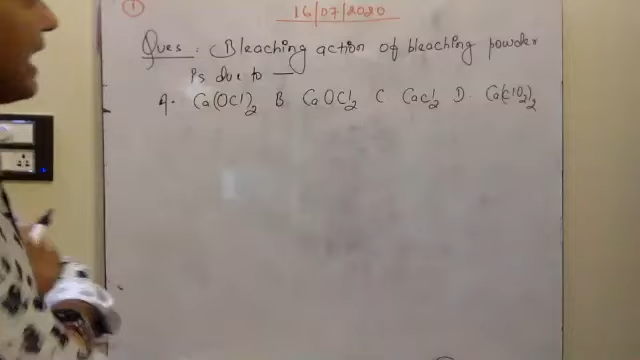 1
16/07/2020
Ques : Bleaching action of bleaching powder
is due to __
A. Ca(OCl)2 B CaOCl2 C CaCl2 D. Ca(ClO2)2